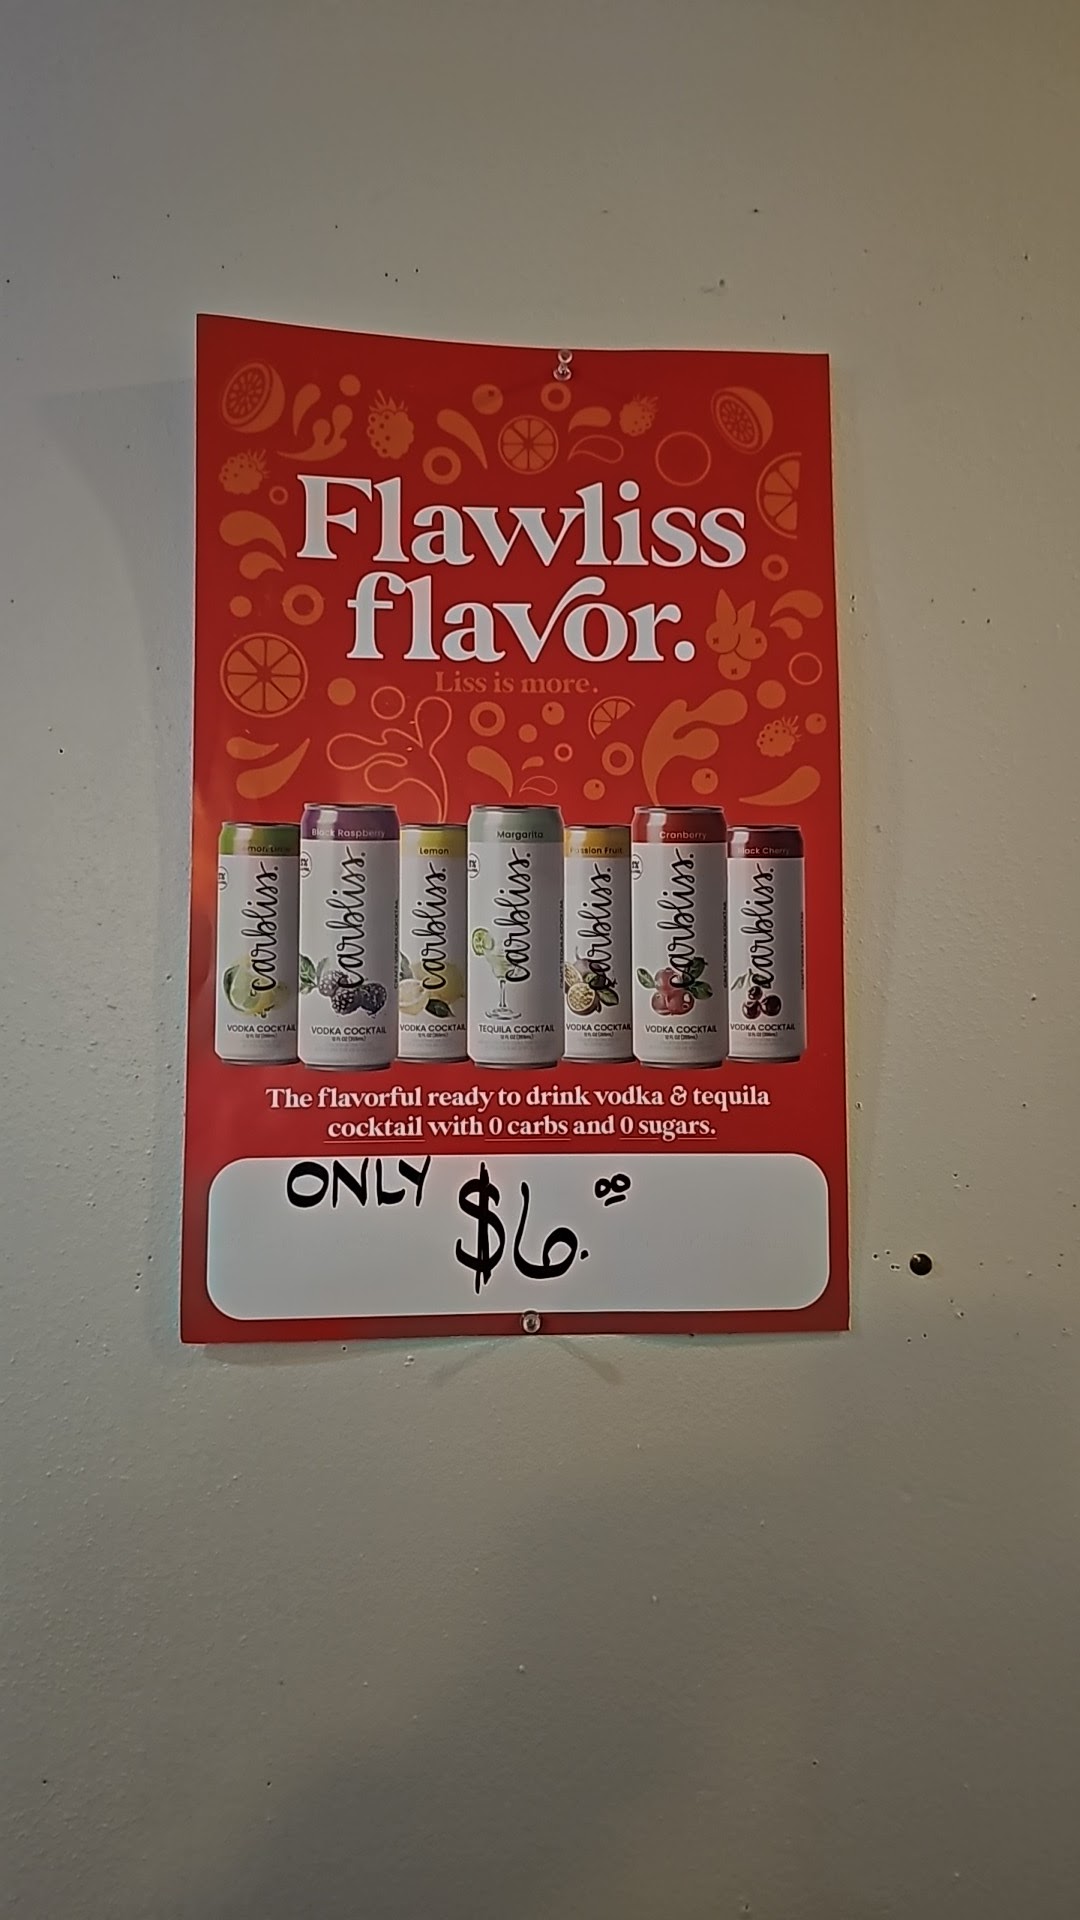 Flawliss
flavor.
Liss is more.
Lemon Lime
Black Raspberry
Lemon
Margarita
Passion Fruit
Cranberry
Black Cherry
carbliss.
carbliss.
carbliss.
carbliss.
carbliss.
carbliss.
carbliss.
VODKA COCKTAIL
VODKA COCKTAIL
VODKA COCKTAIL
TEQUILA COCKTAIL
VODKA COCKTAIL
VODKA COCKTAIL
VODKA COCKTAIL
The flavorful ready to drink vodka & tequila
cocktail with 0 carbs and 0 sugars.
ONLY $6.00